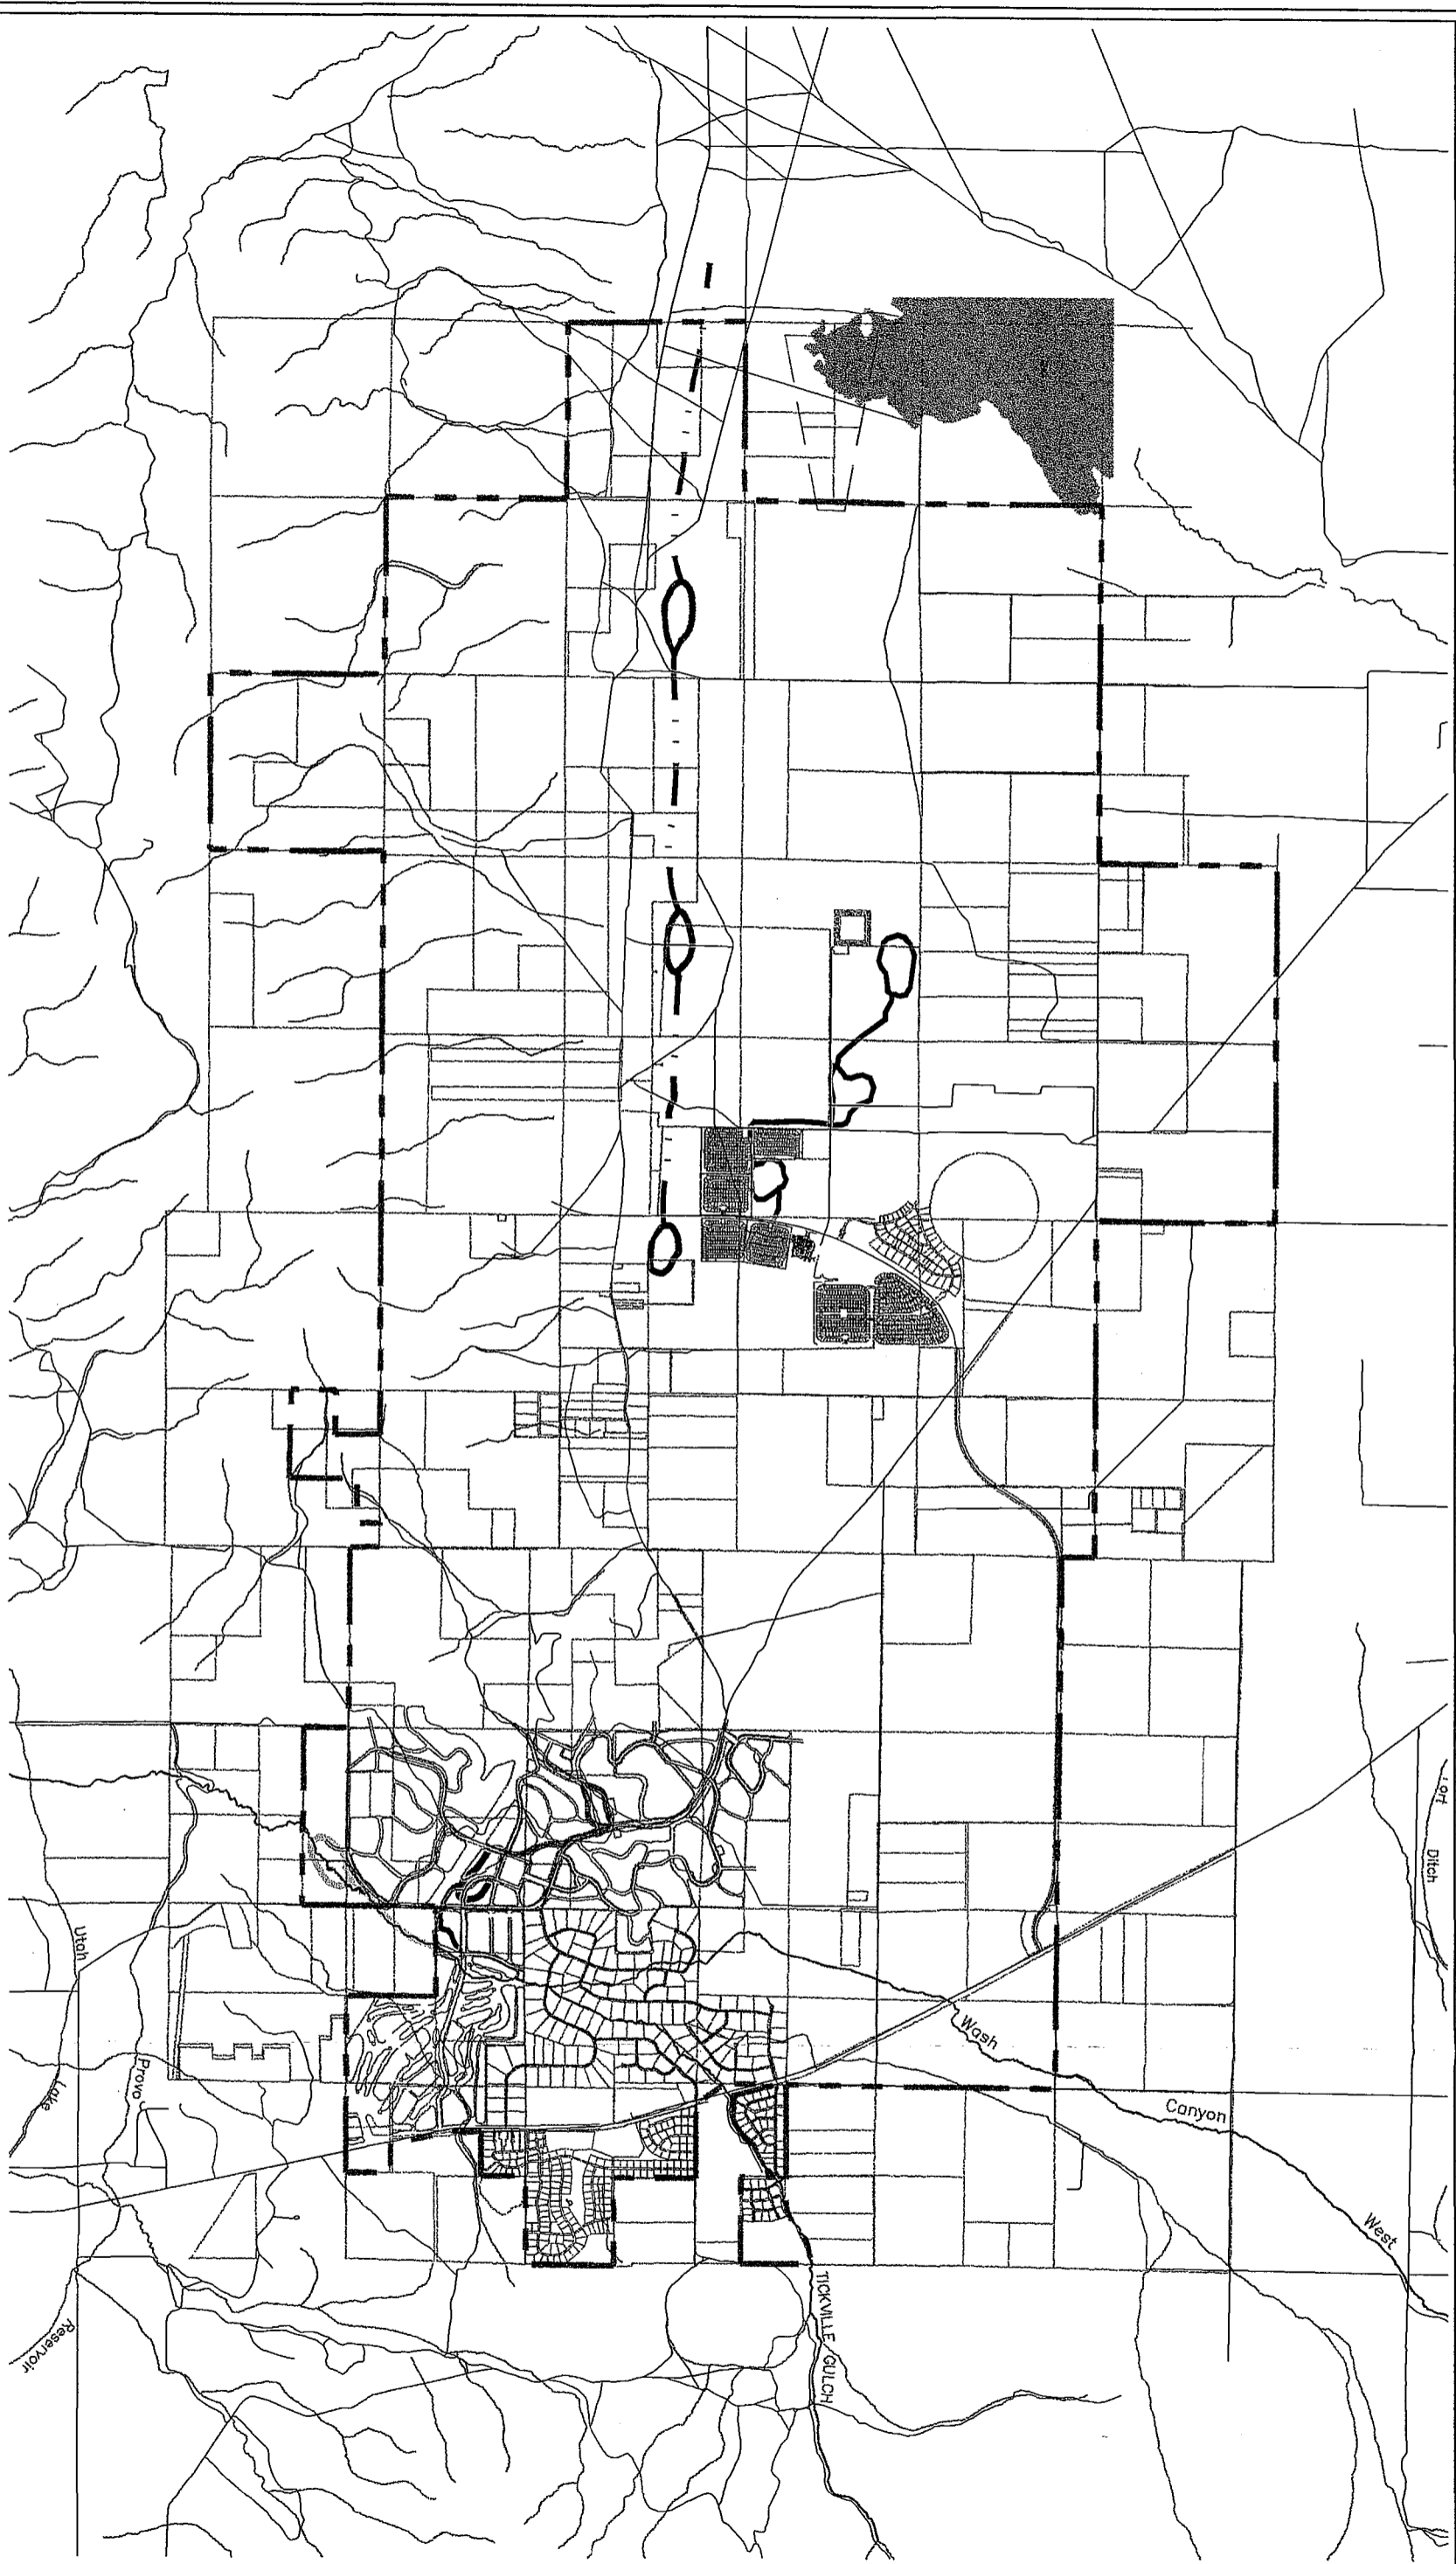 Ditch
Utah
Wash
Provo
Lake
Canyon
West
TICKVILLE GULCH
Reservoir